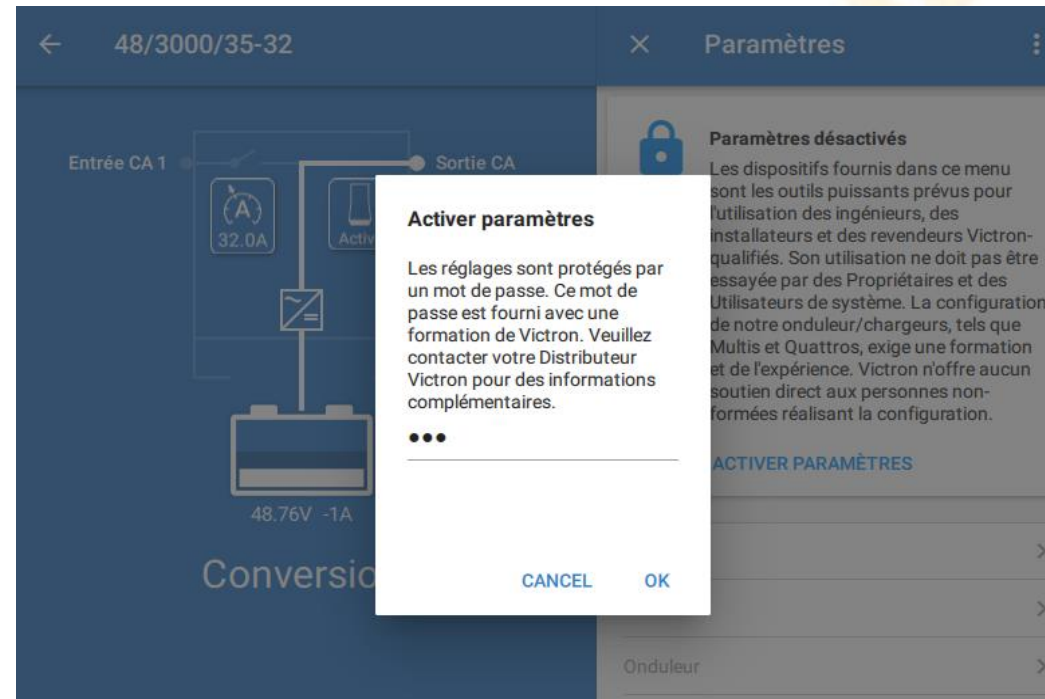 48/3000/35-32
Paramètres
Entrée CA 1
Sortie CA
32.0A
Activ
48.76V -1A
Conversio
Activer paramètres
Les réglages sont protégés par
un mot de passe. Ce mot de
passe est fourni avec une
formation de Victron. Veuillez
contacter votre Distributeur
Victron pour des informations
complémentaires.
CANCEL OK
Paramètres désactivés
Les dispositifs fournis dans ce menu
sont les outils puissants prévus pour
l'utilisation des ingénieurs, des
installateurs et des revendeurs Victron-
qualifiés. Son utilisation ne doit pas être
essayée par des Propriétaires et des
Utilisateurs de système. La configuration
de notre onduleur/chargeurs, tels que
Multis et Quattros, exige une formation
et de l'expérience. Victron n'offre aucun
soutien direct aux personnes non-
formées réalisant la configuration.
ACTIVER PARAMÈTRES
Onduleur